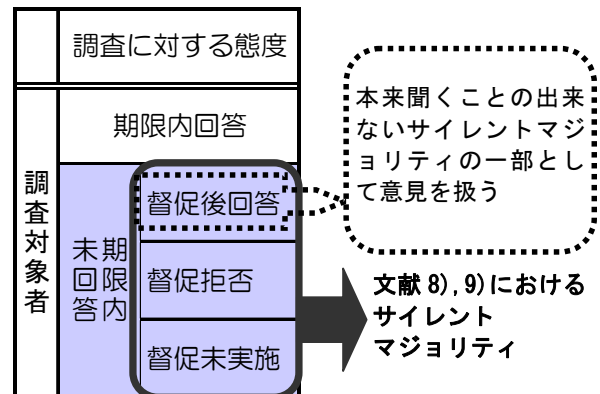 調査に対する態度
調査対象者
期限内回答
期限内
未回答
督促後回答
督促拒否
督促未実施
本来聞くことの出来
ないサイレントマジ
ョリティの一部とし
て意見を扱う
文献 8), 9)における
サイレント
マジョリティ